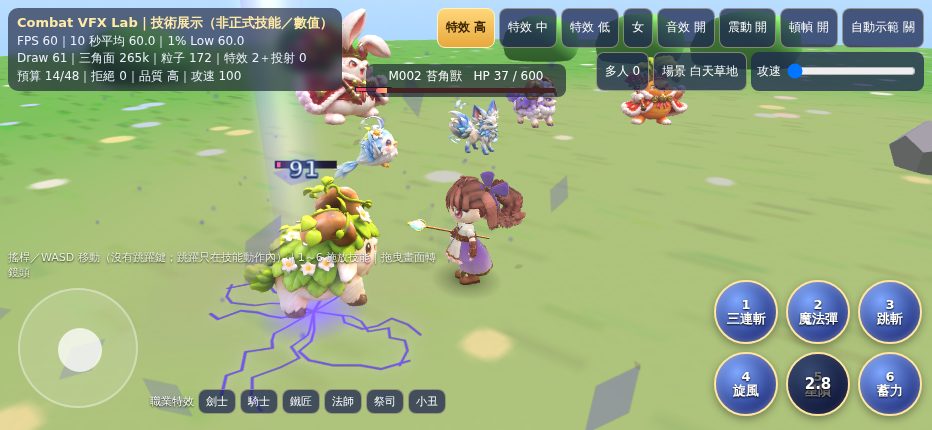 Combat VFX Lab｜技術展示（非正式技能／數值）
FPS 60｜10 秒平均 60.0｜1% Low 60.0
Draw 61｜三角面 265k｜粒子 172｜特效 2＋投射 0
預算 14/48｜拒絕 0｜品質 高｜攻速 100
特效 高
特效 中
特效 低
女
音效 開
震動 開
頓幀 開
自動示範 關
多人 0
場景 白天草地
攻速
M002 苔角獸 HP 37 / 600
91
搖桿／WASD 移動（沒有跳躍鍵；跳躍只在技能動作內）｜1～6 施放技能｜拖曳畫面轉
鏡頭
1
三連斬
2
魔法彈
3
跳斬
4
旋風
2.8
6
蓄力
職業特效
劍士
騎士
鐵匠
法師
祭司
小丑